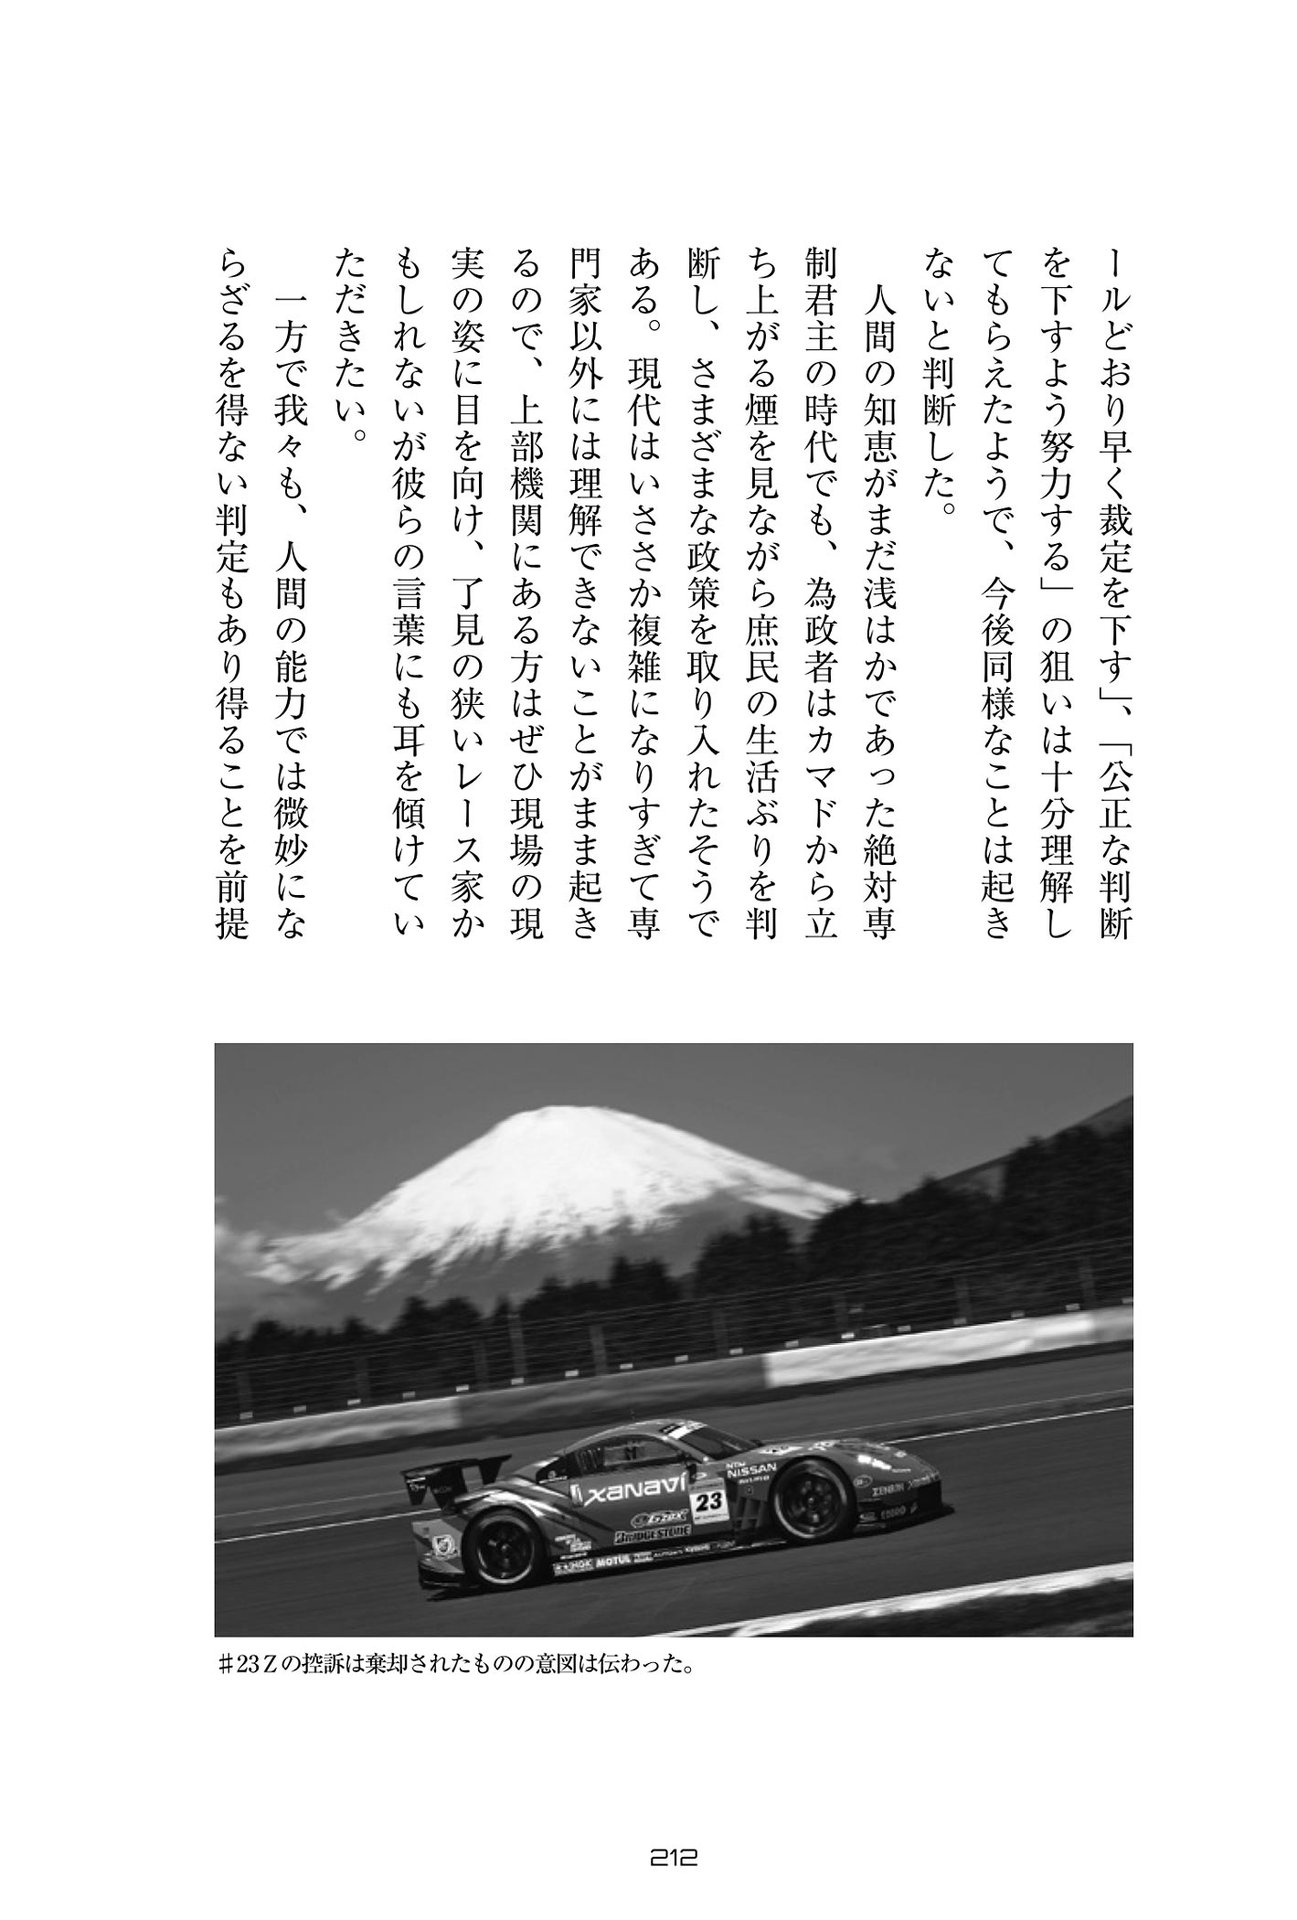 ールどおり早く裁定を下す」、「公正な判断
を下すよう努力する」の狙いは十分理解し
てもらえたようで、今後同様なことは起き
ないと判断した。
　人間の知恵がまだ浅はかであった絶対専
制君主の時代でも、為政者はカマドから立
ち上がる煙を見ながら庶民の生活ぶりを判
断し、さまざまな政策を取り入れたそうで
ある。現代はいささか複雑になりすぎて専
門家以外には理解できないことがまま起き
るので、上部機関にある方はぜひ現場の現
実の姿に目を向け、了見の狭いレース家か
もしれないが彼らの言葉にも耳を傾けてい
ただきたい。
　一方で我々も、人間の能力では微妙にな
らざるを得ない判定もあり得ることを前提
XANAVI
23
NISSAN
nismo
BRIDGESTONE
NGK
MOTUL
ZENRIN
♯23 Z の控訴は棄却されたものの意図は伝わった。
212